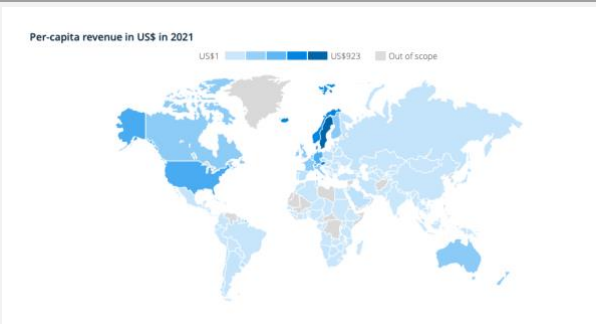 Per-capita revenue in US$ in 2021
US$1 US$923 Out of scope